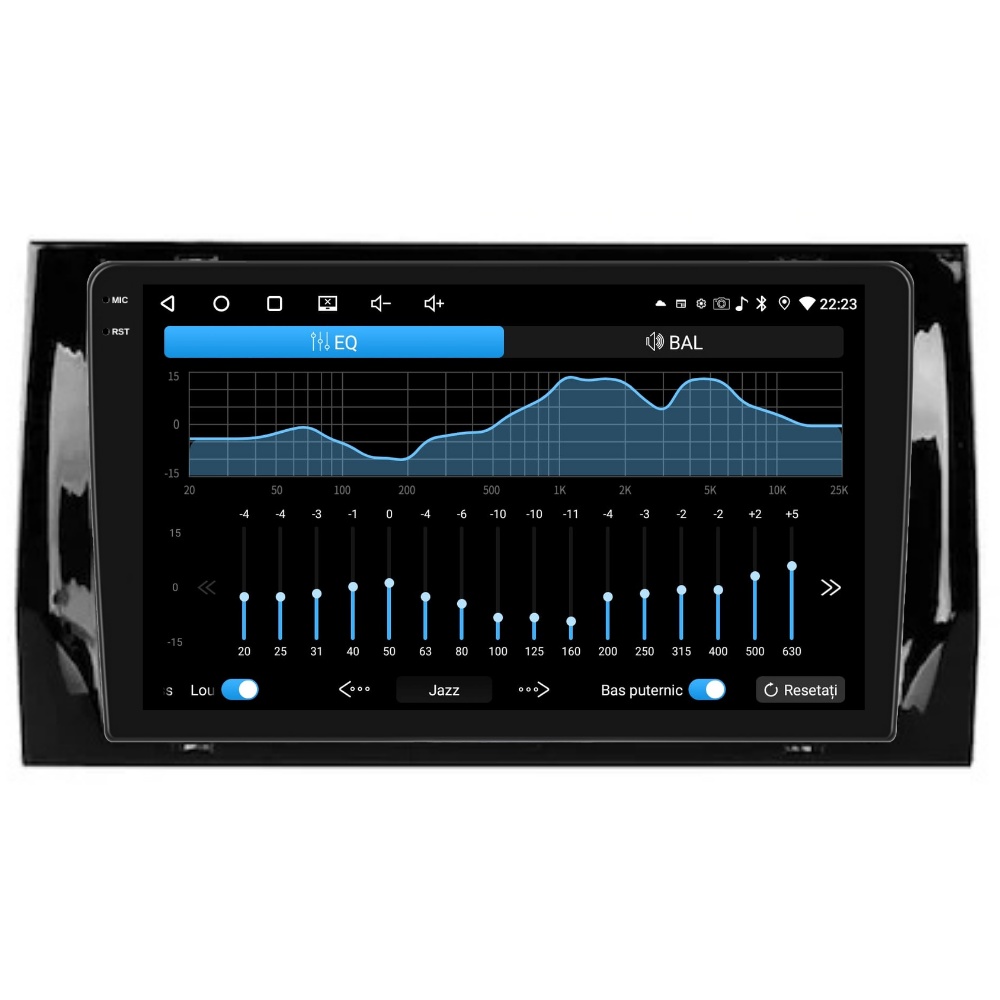 MIC
RST
22:23
EQ BAL
15
0
-15
20 50 100 200 500 1K 2K 5K 10K 25K
-4 -4 -3 -1 0 -4 -6 -10 -10 -11 -4 -3 -2 -2 +2 +5
15
0
-15
20 25 31 40 50 63 80 100 125 160 200 250 315 400 500 630
s Lou Jazz Bas puternic Resetați